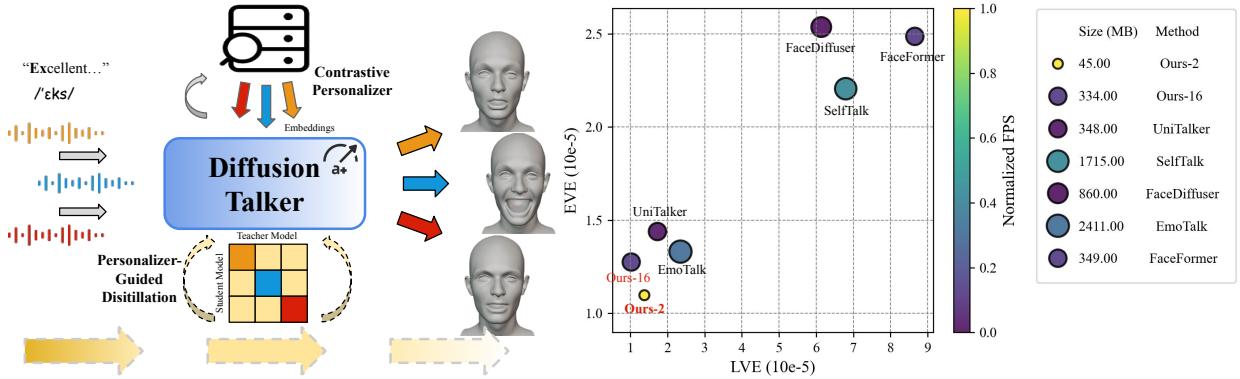 “Excellent…”
/'ɛks/
Contrastive
Personalizer
Embeddings
Diffusion
Talker
a+
Teacher Model
Student Model
Personalizer-
Guided
Disitillation
EVE (10e-5)
2.5
2.0
1.5
1.0
1 2 3 4 5 6 7 8 9
LVE (10e-5)
FaceDiffuser
FaceFormer
SelfTalk
UniTalker
EmoTalk
Ours-16
Ours-2
1.0
0.8
0.6
0.4
0.2
0.0
Normalized FPS
Size (MB) Method
45.00 Ours-2
334.00 Ours-16
348.00 UniTalker
1715.00 SelfTalk
860.00 FaceDiffuser
2411.00 EmoTalk
349.00 FaceFormer